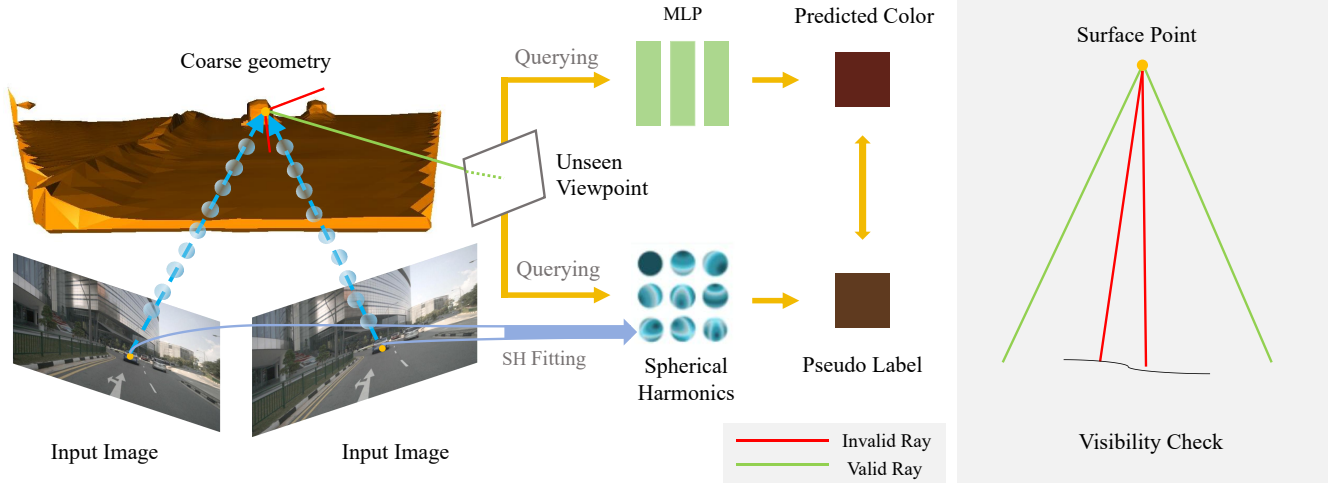 MLP
Predicted Color
Surface Point
Coarse geometry
Querying
Unseen
Viewpoint
Querying
SH Fitting
Spherical
Harmonics
Pseudo Label
Input Image
Input Image
Invalid Ray
Valid Ray
Visibility Check